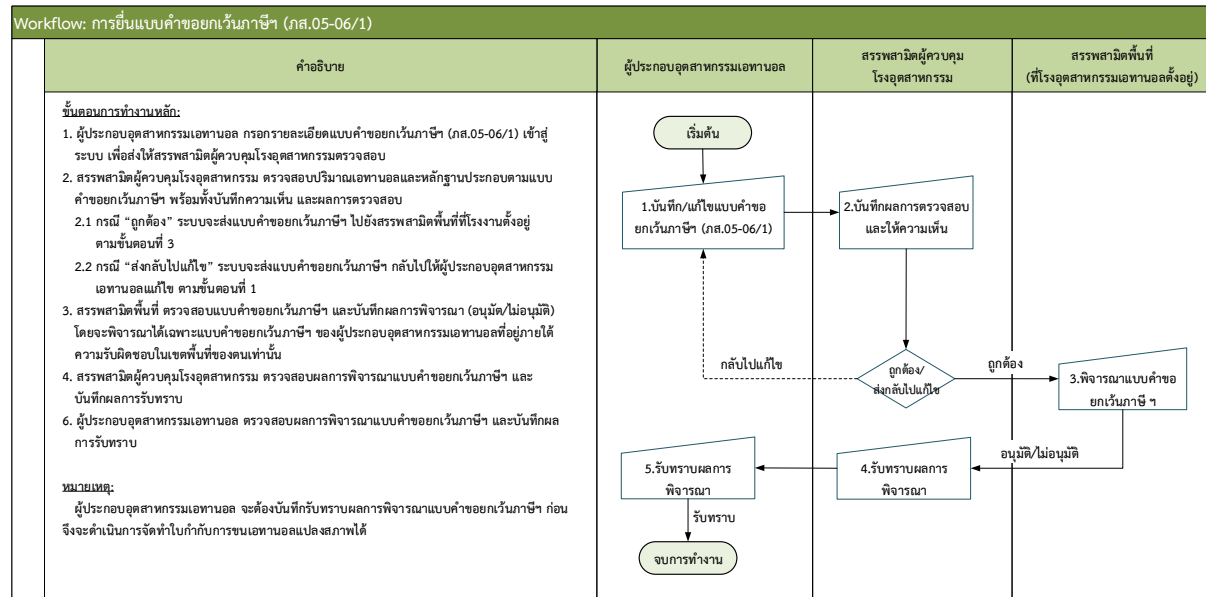 Workflow: การยื่นแบบคำขอยกเว้นภาษีฯ (ภส.05-06/1)
คำอธิบาย
ผู้ประกอบอุตสาหกรรมเอทานอล
สรรพสามิตผู้ควบคุม
โรงอุตสาหกรรม
สรรพสามิตพื้นที่
(ที่โรงอุตสาหกรรมเอทานอลตั้งอยู่)
ขั้นตอนการทำงานหลัก:
1. ผู้ประกอบอุตสาหกรรมเอทานอล กรอกรายละเอียดแบบคำขอยกเว้นภาษีฯ (ภส.05-06/1) เข้าสู่
ระบบ เพื่อส่งให้สรรพสามิตผู้ควบคุมโรงอุตสาหกรรมตรวจสอบ
2. สรรพสามิตผู้ควบคุมโรงอุตสาหกรรม ตรวจสอบปริมาณเอทานอลและหลักฐานประกอบตามแบบ
คำขอยกเว้นภาษีฯ พร้อมทั้งบันทึกความเห็น และผลการตรวจสอบ
2.1 กรณี “ถูกต้อง” ระบบจะส่งแบบคำขอยกเว้นภาษีฯ ไปยังสรรพสามิตพื้นที่ที่โรงงานตั้งอยู่
ตามขั้นตอนที่ 3
2.2 กรณี “ส่งกลับไปแก้ไข” ระบบจะส่งแบบคำขอยกเว้นภาษีฯ กลับไปให้ผู้ประกอบอุตสาหกรรม
เอทานอลแก้ไข ตามขั้นตอนที่ 1
3. สรรพสามิตพื้นที่ ตรวจสอบแบบคำขอยกเว้นภาษีฯ และบันทึกผลการพิจารณา (อนุมัต/ไม่อนุมัติ)
โดยจะพิจารณาได้เฉพาะแบบคำขอยกเว้นภาษีฯ ของผู้ประกอบอุตสาหกรรมเอทานอลที่อยู่ภายใต้
ความรับผิดชอบในเขตพื้นที่ของตนเท่านั้น
4. สรรพสามิตผู้ควบคุมโรงอุตสาหกรรม ตรวจสอบผลการพิจารณาแบบคำขอยกเว้นภาษีฯ และ
บันทึกผลการรับทราบ
6. ผู้ประกอบอุตสาหกรรมเอทานอล ตรวจสอบผลการพิจารณาแบบคำขอยกเว้นภาษีฯ และบันทึกผล
การรับทราบ
หมายเหตุ:
ผู้ประกอบอุตสาหกรรมเอทานอล จะต้องบันทึกรับทราบผลการพิจารณาแบบคำขอยกเว้นภาษีฯ ก่อน
จึงจะดำเนินการจัดทำใบกำกับการขนเอทานอลแปลงสภาพได้
เริ่มต้น
1.บันทึก/แก้ไขแบบคำขอ
ยกเว้นภาษีฯ (ภส.05-06/1)
2.บันทึกผลการตรวจสอบ
และให้ความเห็น
กลับไปแก้ไข
ถูกต้อง/
ส่งกลับไปแก้ไข
ถูกต้อง
3.พิจารณาแบบคำขอ
ยกเว้นภาษี ฯ
อนุมัติ/ไม่อนุมัติ
4.รับทราบผลการ
พิจารณา
5.รับทราบผลการ
พิจารณา
รับทราบ
จบการทำงาน